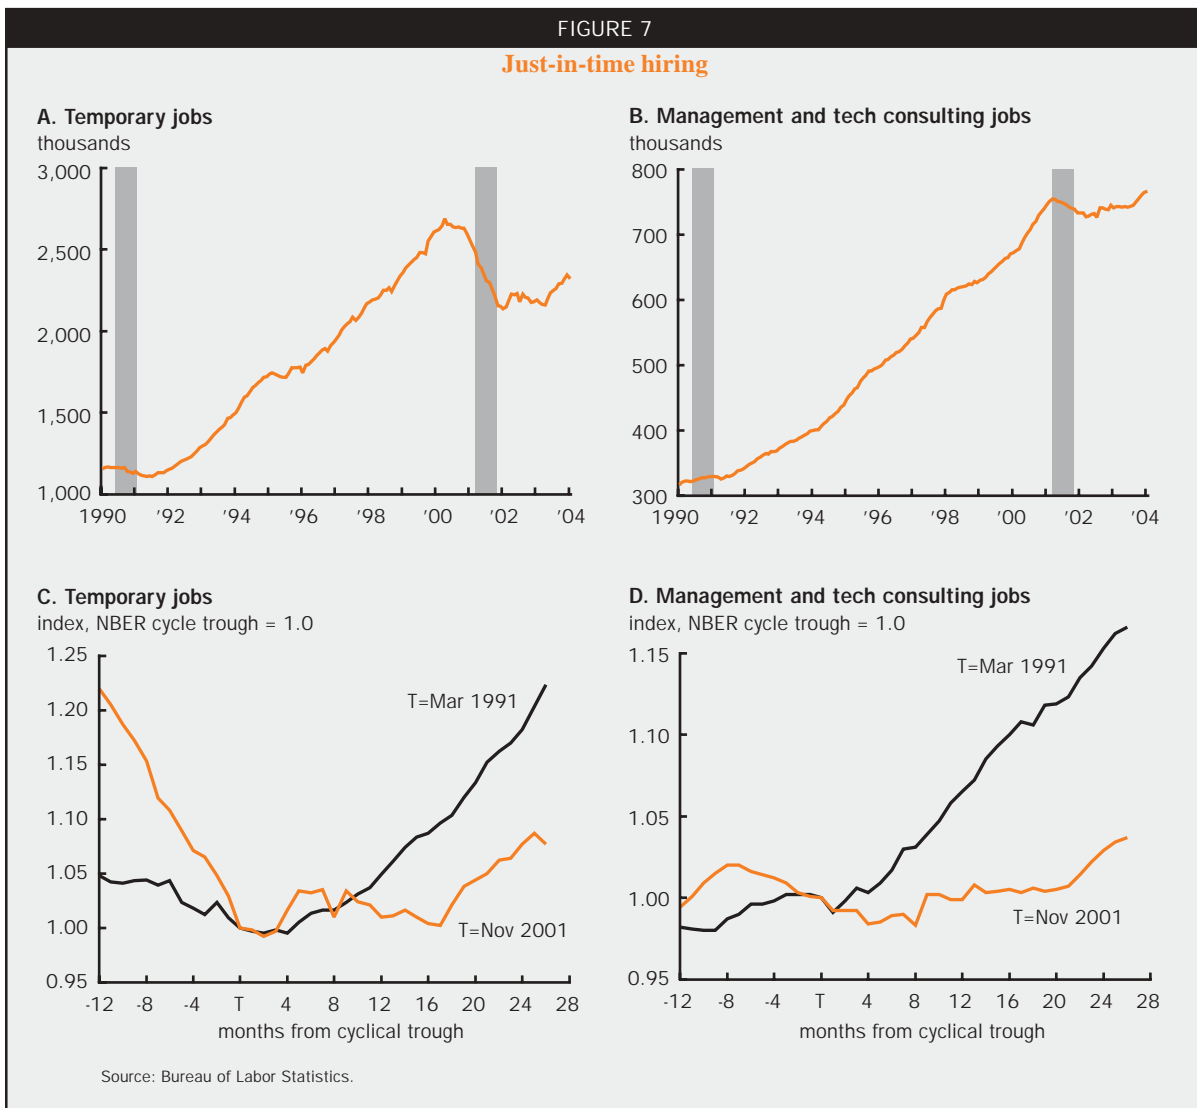 FIGURE 7
Just-in-time hiring
A. Temporary jobs
thousands
3,000
2,500
2,000
1,500
1,000
1990 '92 '94 '96 '98 '00 '02 '04
B. Management and tech consulting jobs
thousands
800
700
600
500
400
300
1990 '92 '94 '96 '98 '00 '02 '04
C. Temporary jobs
index, NBER cycle trough = 1.0
1.25
1.20
1.15
1.10
1.05
1.00
0.95
T=Mar 1991
T=Nov 2001
-12 -8 -4 T 4 8 12 16 20 24 28
months from cyclical trough
D. Management and tech consulting jobs
index, NBER cycle trough = 1.0
1.15
1.10
1.05
1.00
0.95
T=Mar 1991
T=Nov 2001
-12 -8 -4 T 4 8 12 16 20 24 28
months from cyclical trough
Source: Bureau of Labor Statistics.